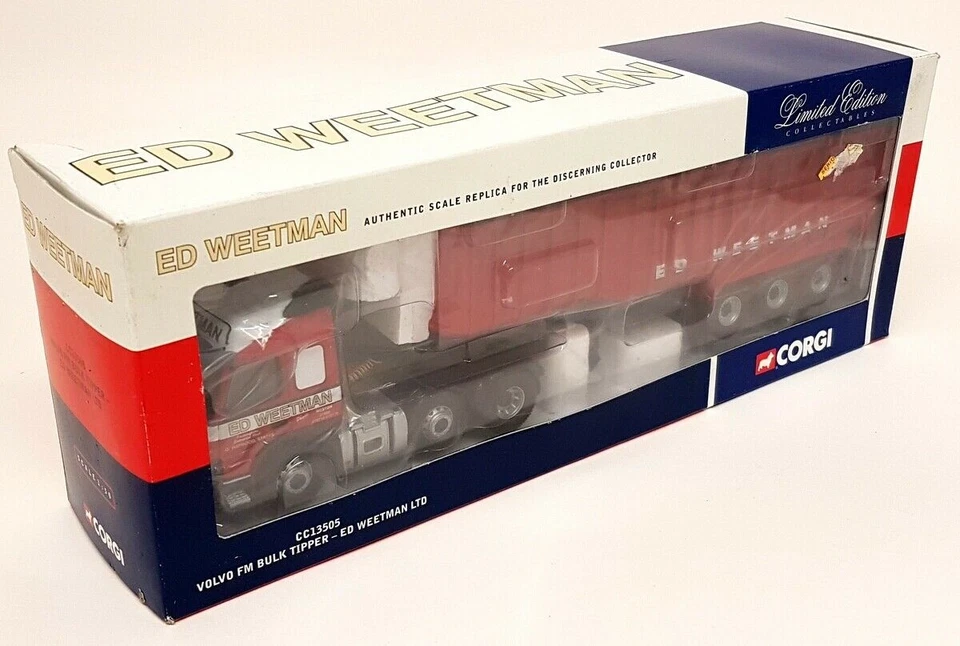 ED WEETMAN
Limited Edition
COLLECTABLES
ED WEETMAN
ED WEETMAN
AUTHENTIC SCALE REPLICA FOR THE DISCERNING COLLECTOR
ED WEETMAN
ED WEETMAN
CORGI
CORGI
CC13505
VOLVO FM BULK TIPPER – ED WEETMAN LTD